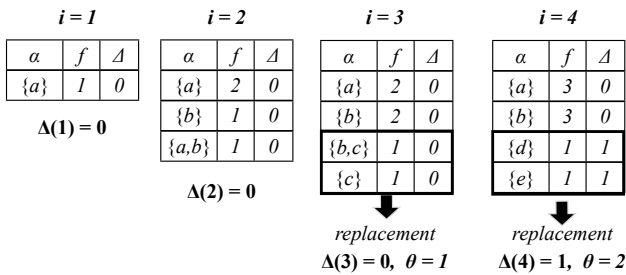 i = 1
α f Δ
{a} 1 0
Δ(1) = 0
i = 2
α f Δ
{a} 2 0
{b} 1 0
{a,b} 1 0
Δ(2) = 0
i = 3
α f Δ
{a} 2 0
{b} 2 0
{b,c} 1 0
{c} 1 0
replacement
Δ(3) = 0, θ = 1
i = 4
α f Δ
{a} 3 0
{b} 3 0
{d} 1 1
{e} 1 1
replacement
Δ(4) = 1, θ = 2